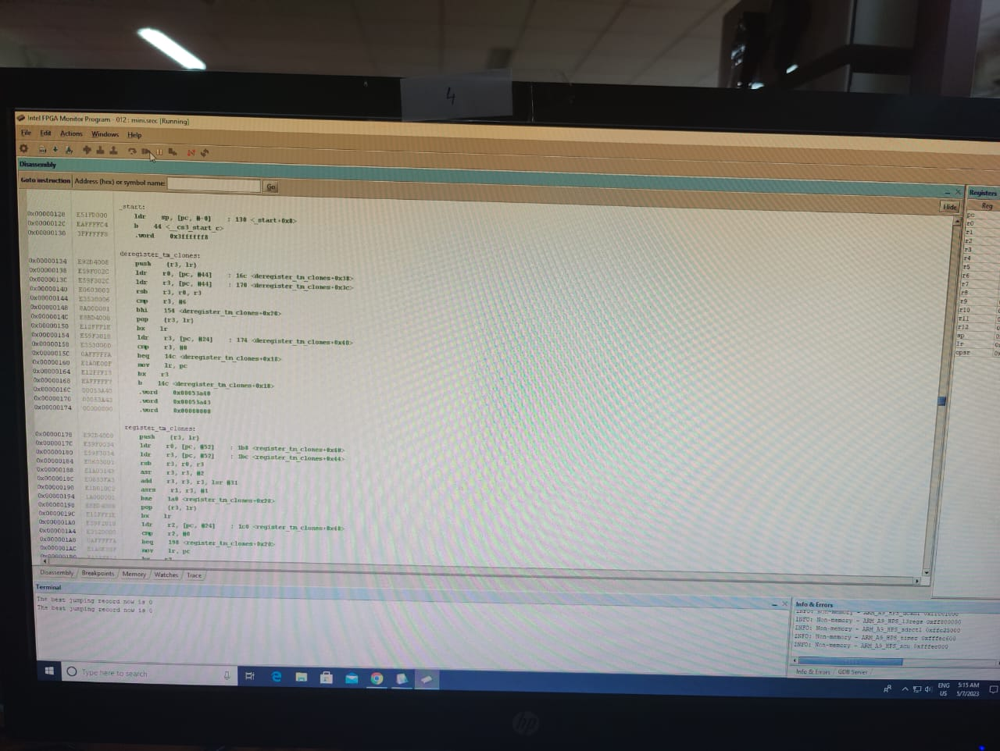 4
Intel FPGA Monitor Program - 012 : mini.srec [Running]
File Edit Actions Windows Help
Disassembly
Goto instruction Address (hex) or symbol name: Go
Hide
_start:
0x00000128 E51FD000 ldr sp, [pc, #-0] ; 130 <_start+0x8>
0x0000012C EAFFFFC4 b 44 <__cs3_start_c>
0x00000130 3FFFFFF8 .word 0x3ffffff8
deregister_tm_clones:
0x00000134 E92D4008 push {r3, lr}
0x00000138 E59F002C ldr r0, [pc, #44] ; 16c <deregister_tm_clones+0x38>
0x0000013C E59F302C ldr r3, [pc, #44] ; 170 <deregister_tm_clones+0x3c>
0x00000140 E0603003 rsb r3, r0, r3
0x00000144 E3530006 cmp r3, #6
0x00000148 8A000001 bhi 154 <deregister_tm_clones+0x20>
0x0000014C E8BD4008 pop {r3, lr}
0x00000150 E12FFF1E bx lr
0x00000154 E59F3018 ldr r3, [pc, #24] ; 174 <deregister_tm_clones+0x40>
0x00000158 E3530000 cmp r3, #0
0x0000015C 0AFFFFFA beq 14c <deregister_tm_clones+0x18>
0x00000160 E1A0E00F mov lr, pc
0x00000164 E12FFF13 bx r3
0x00000168 EAFFFFF7 b 14c <deregister_tm_clones+0x18>
0x0000016C 00053A40 .word 0x00053a40
0x00000170 00053A43 .word 0x00053a43
0x00000174 00000000 .word 0x00000000
register_tm_clones:
0x00000178 E92D4008 push {r3, lr}
0x0000017C E59F0034 ldr r0, [pc, #52] ; 1b8 <register_tm_clones+0x40>
0x00000180 E59F3034 ldr r3, [pc, #52] ; 1bc <register_tm_clones+0x44>
0x00000184 rsb r3, r0, r3
0x00000188 asr r3, r3, #2
0x0000018C add r3, r3, r3, lsr #31
0x00000190 asrs r1, r3, #1
0x00000194 1A000001 bne 1a0 <register_tm_clones+0x28>
0x00000198 E8BD4008 pop {r3, lr}
0x0000019C E12FFF1E bx lr
0x000001A0 E59F2018 ldr r2, [pc, #24] ; 1c0 <register_tm_clones+0x48>
0x000001A4 E3520000 cmp r2, #0
0x000001A8 0AFFFFFA beq 198 <register_tm_clones+0x20>
0x000001AC E1A0E00F mov lr, pc
Registers
Reg
pc
r0
r1
r2
r3
r4
r5
r6
r7
r8
r9
r10
r11
r12
sp
lr
cpsr
Disassembly Breakpoints Memory Watches Trace
Terminal
The best jumping record now is 0
The best jumping record now is 0
Info & Errors
INFO: Non-memory - ARM_A9_HPS_l3regs 0xff800000
INFO: Non-memory - ARM_A9_HPS_sdrctl 0xffc25000
INFO: Non-memory - ARM_A9_HPS_timer 0xfffec600
INFO: Non-memory - ARM_A9_HPS_scu 0xfffec000
Info & Errors GDB Server
Type here to search
ENG
US
5:15 AM
5/7/2023
hp